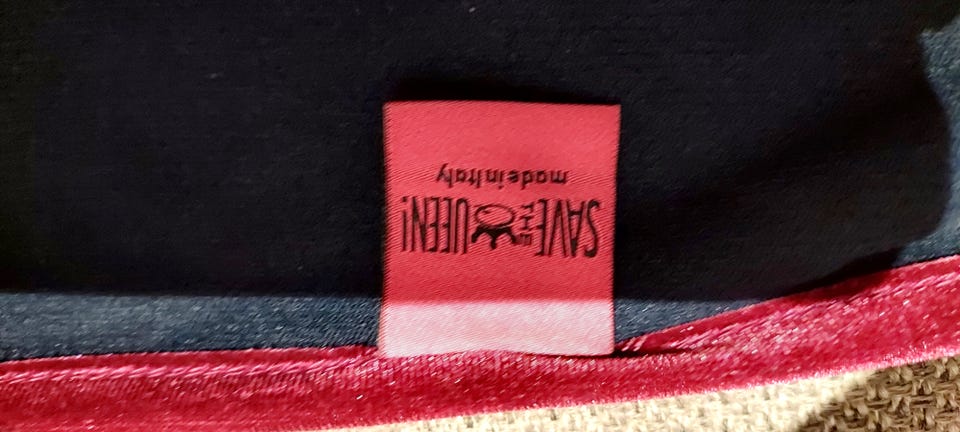 SAVE THE QUEEN!
made in Italy